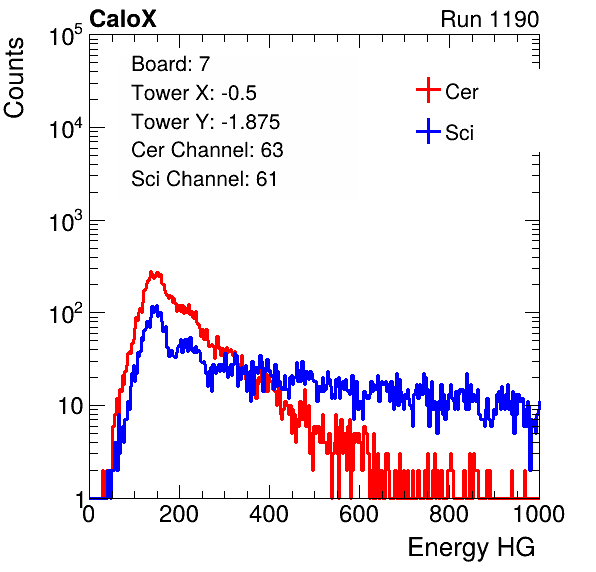 CaloX Run 1190
Counts
10^5
10^4
10^3
10^2
10
1
Board: 7
Tower X: -0.5
Tower Y: -1.875
Cer Channel: 63
Sci Channel: 61
Cer
Sci
0 200 400 600 800 1000
Energy HG